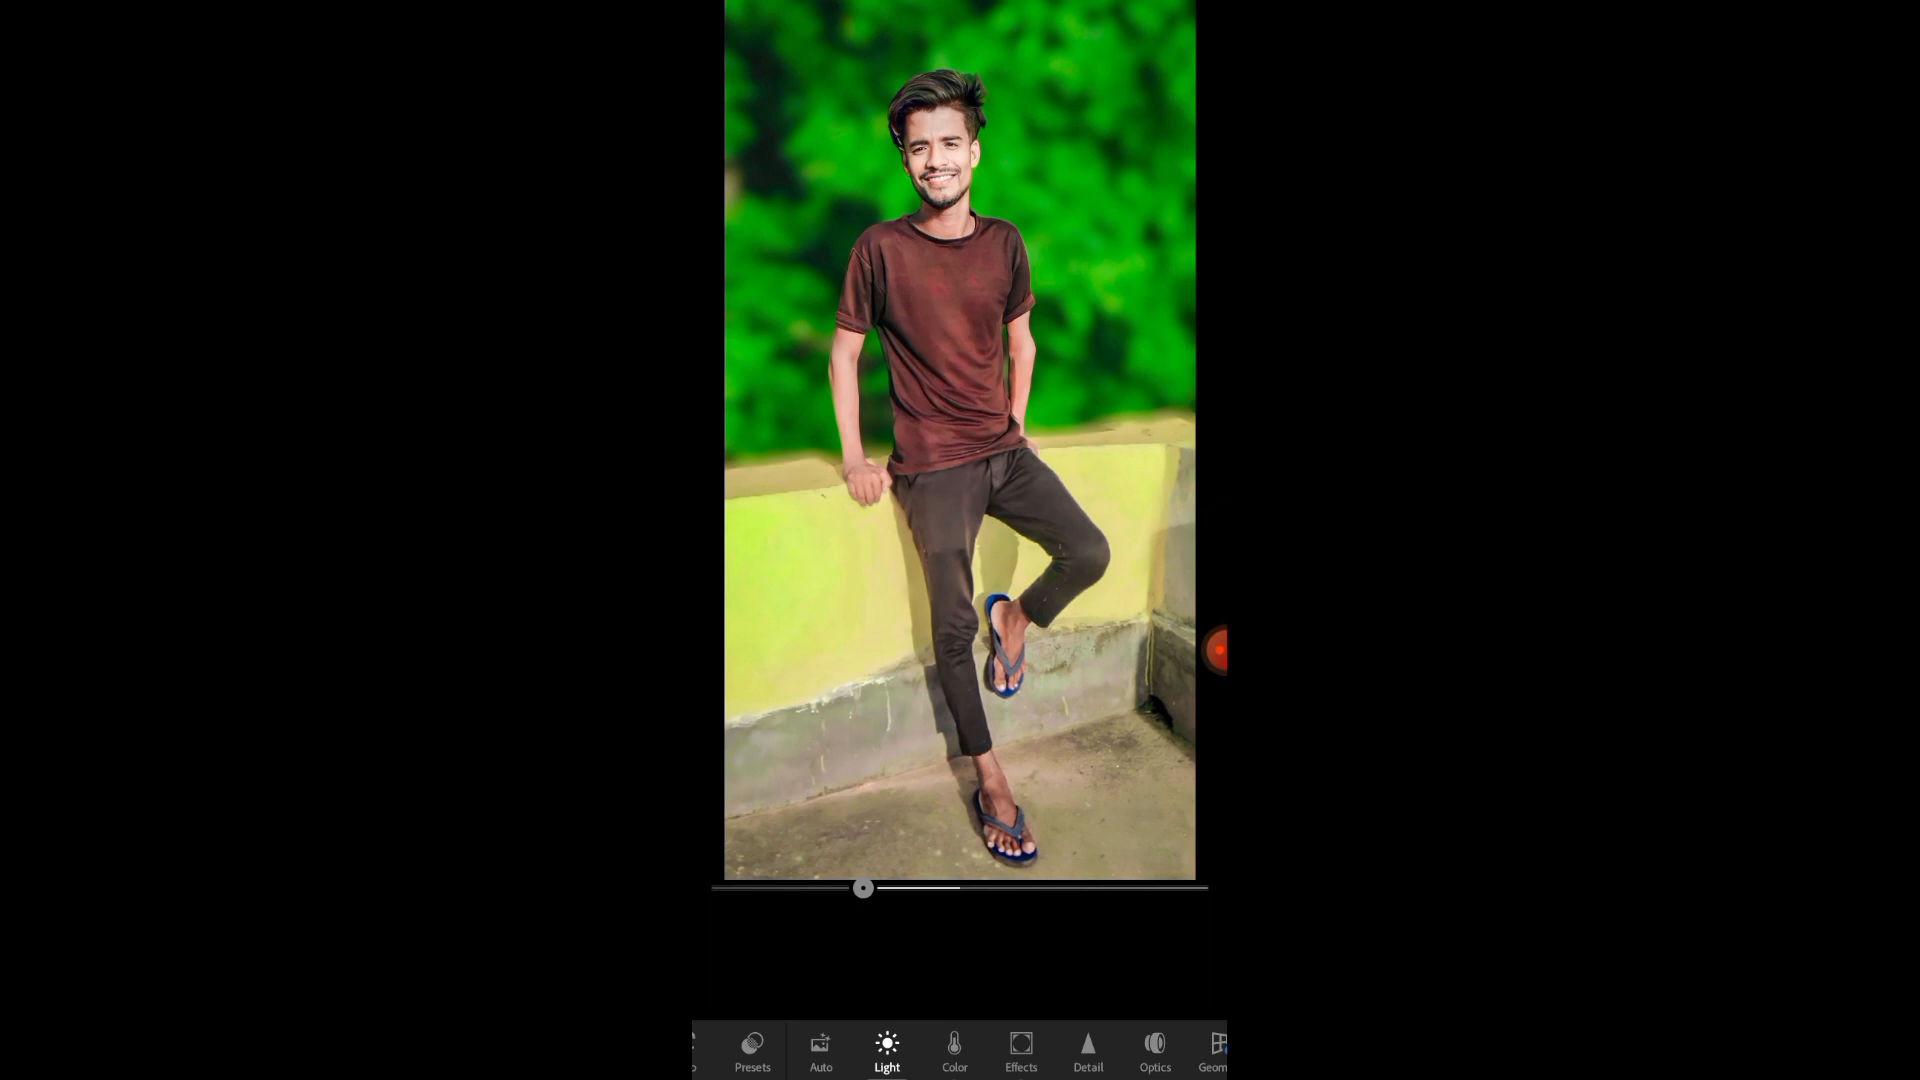 o
Presets
Auto
Light
Color
Effects
Detail
Optics
Geom